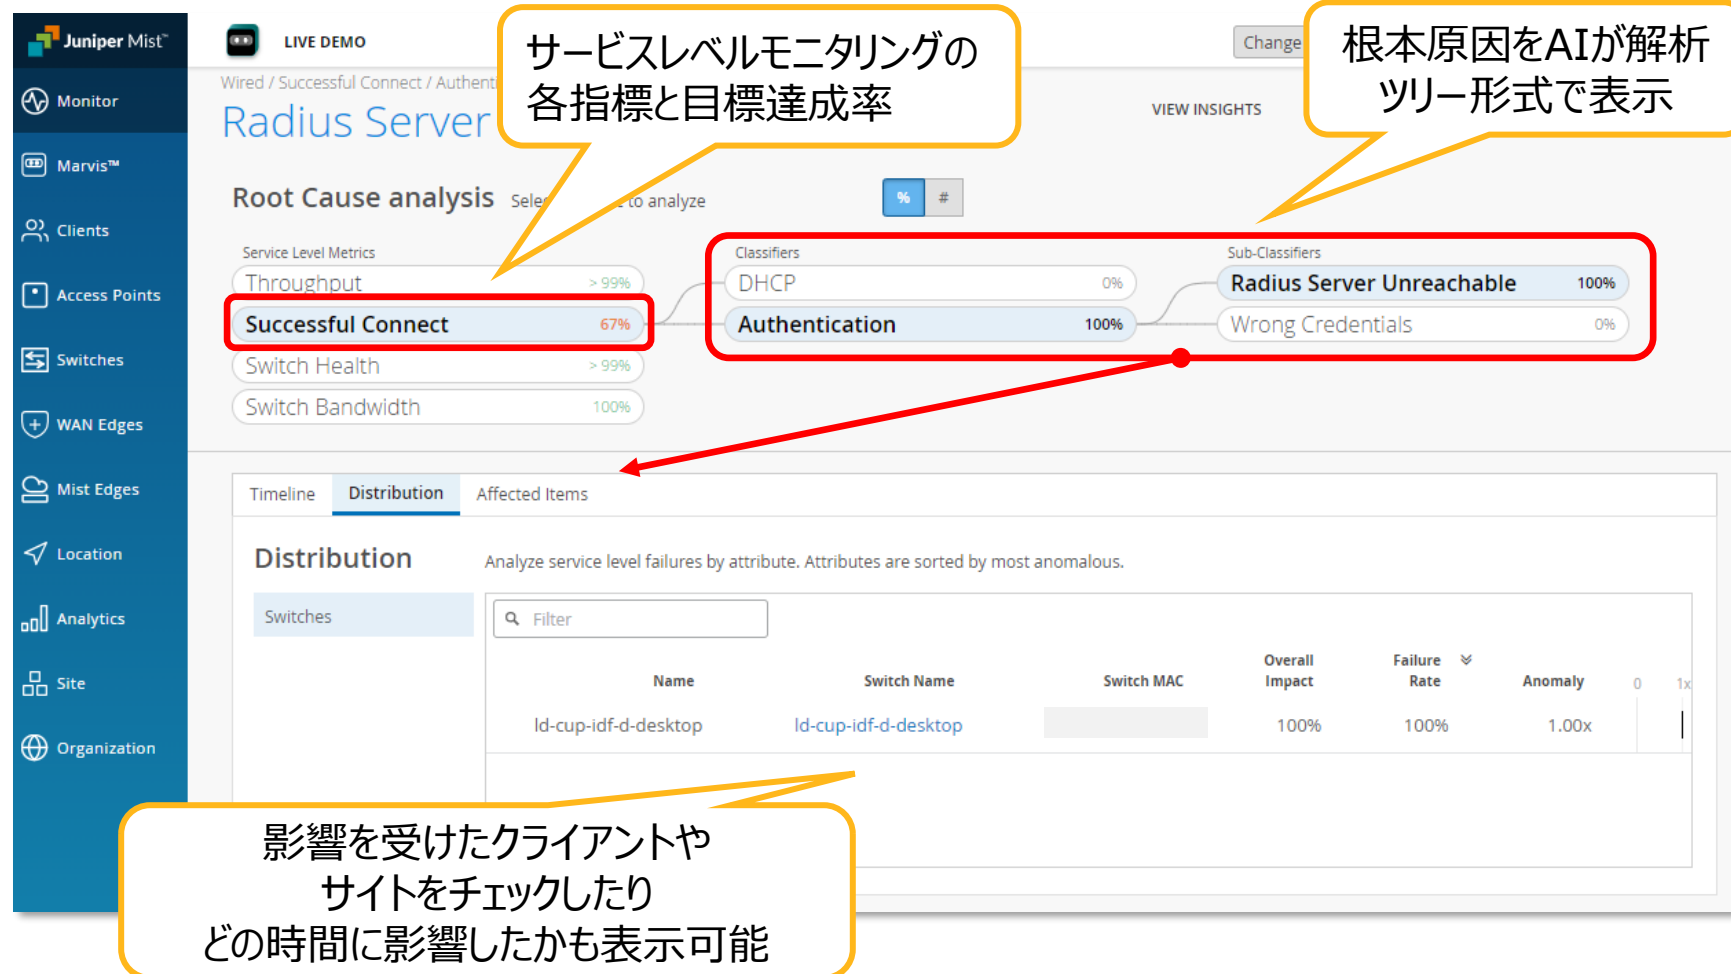 Juniper Mist™
LIVE DEMO
Change
サービスレベルモニタリングの
各指標と目標達成率
根本原因をAIが解析
ツリー形式で表示
Monitor
Marvis™
Clients
Access Points
Switches
WAN Edges
Mist Edges
Location
Analytics
Site
Organization
Wired / Successful Connect /
Radius Server
VIEW INSIGHTS
Root Cause analysis
to analyze
% #
Service Level Metrics
Throughput > 99%
Successful Connect 67%
Switch Health > 99%
Switch Bandwidth 100%
Classifiers
DHCP 0%
Authentication 100%
Sub-Classifiers
Radius Server Unreachable 100%
Wrong Credentials 0%
Timeline Distribution Affected Items
Distribution
Analyze service level failures by attribute. Attributes are sorted by most anomalous.
Switches
Filter
Name Switch Name Switch MAC Overall Impact Failure Rate Anomaly 0 1x
ld-cup-idf-d-desktop ld-cup-idf-d-desktop 100% 100% 1.00x
影響を受けたクライアントや
サイトをチェックしたり
どの時間に影響したかも表示可能